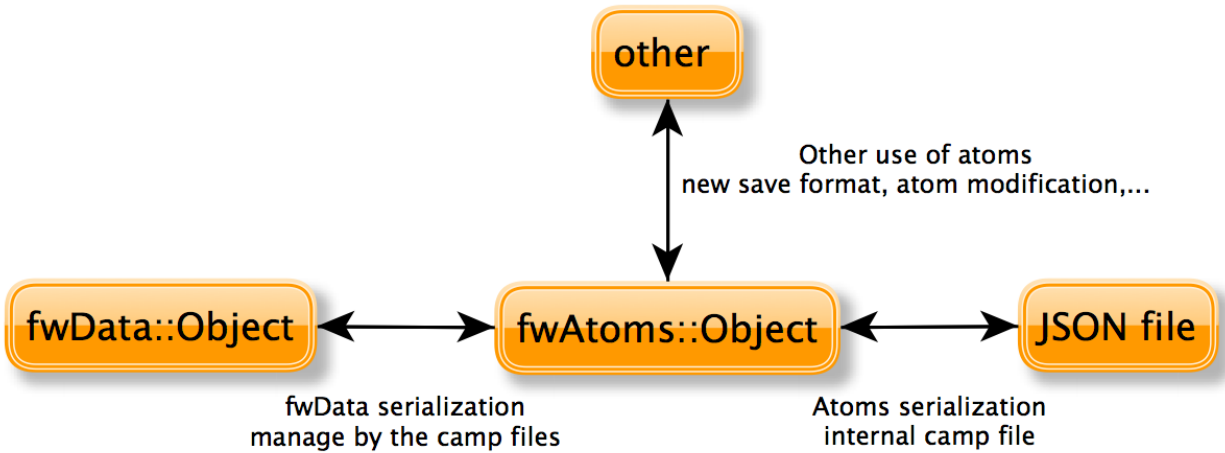 other
Other use of atoms
new save format, atom modification,...
fwData::Object
fwAtoms::Object
JSON file
fwData serialization
manage by the camp files
Atoms serialization
internal camp file